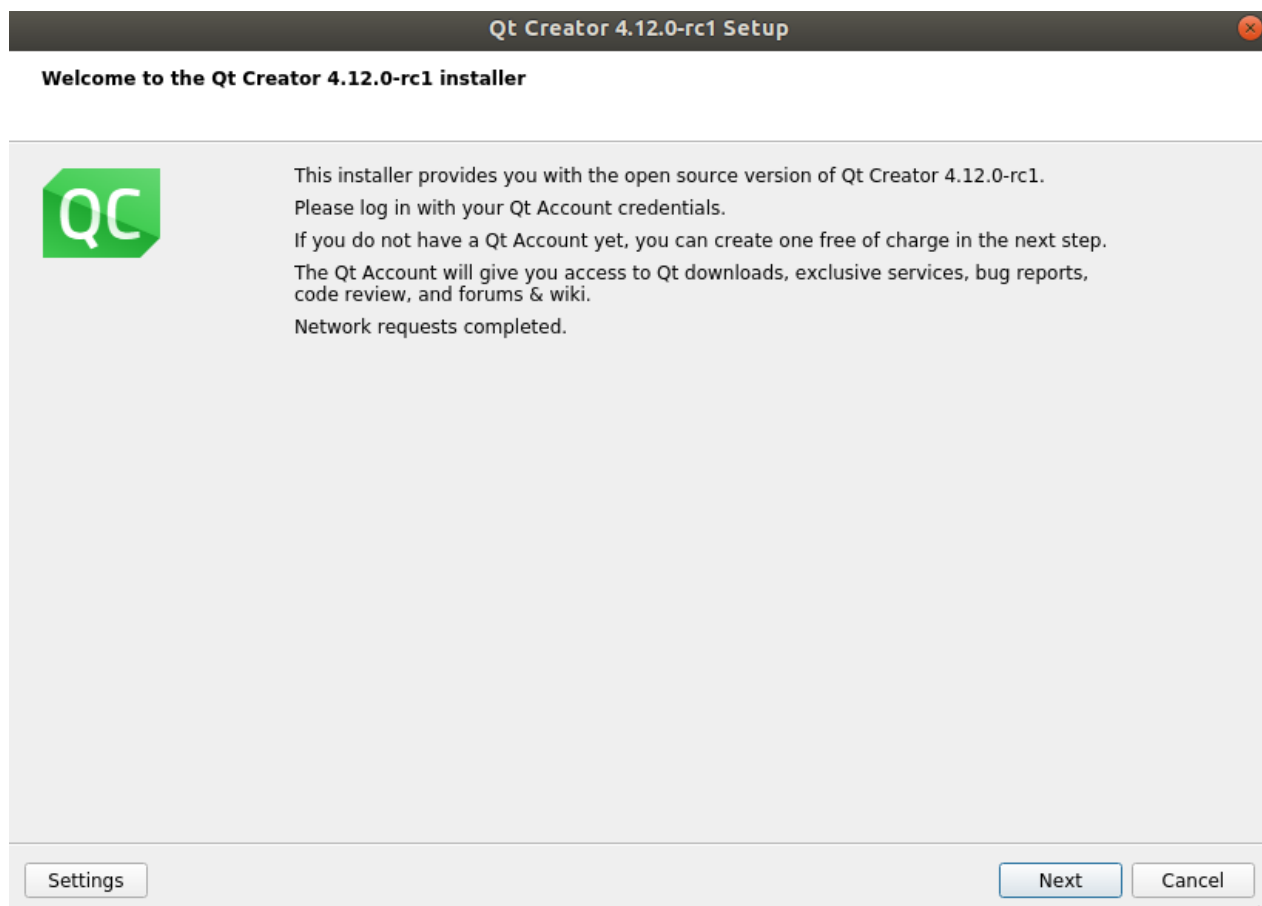 Qt Creator 4.12.0-rc1 Setup
Welcome to the Qt Creator 4.12.0-rc1 installer
QC
This installer provides you with the open source version of Qt Creator 4.12.0-rc1.
Please log in with your Qt Account credentials.
If you do not have a Qt Account yet, you can create one free of charge in the next step.
The Qt Account will give you access to Qt downloads, exclusive services, bug reports,
code review, and forums & wiki.
Network requests completed.
Settings
Next
Cancel